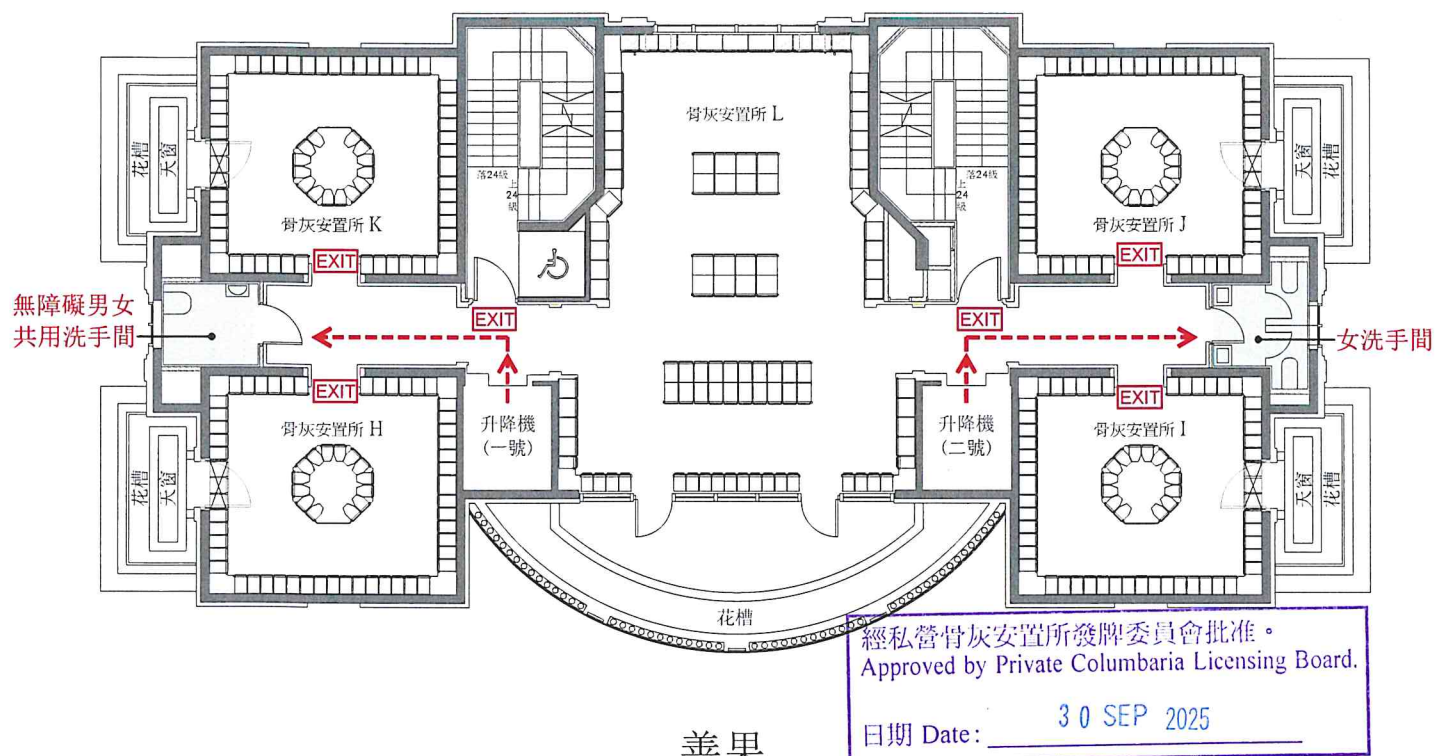 骨灰安置所 L
花槽
天窗
天窗
花槽
落24級
上
24
級
落24級
上
24
級
骨灰安置所 K
骨灰安置所 J
EXIT
EXIT
無障礙男女
共用洗手間
EXIT
EXIT
女洗手間
EXIT
EXIT
骨灰安置所 H
升降機
(一號)
升降機
(二號)
骨灰安置所 I
花槽
天窗
天窗
花槽
花槽
經私營骨灰安置所發牌委員會批准。
Approved by Private Columbaria Licensing Board.
日期 Date: 30 SEP 2025